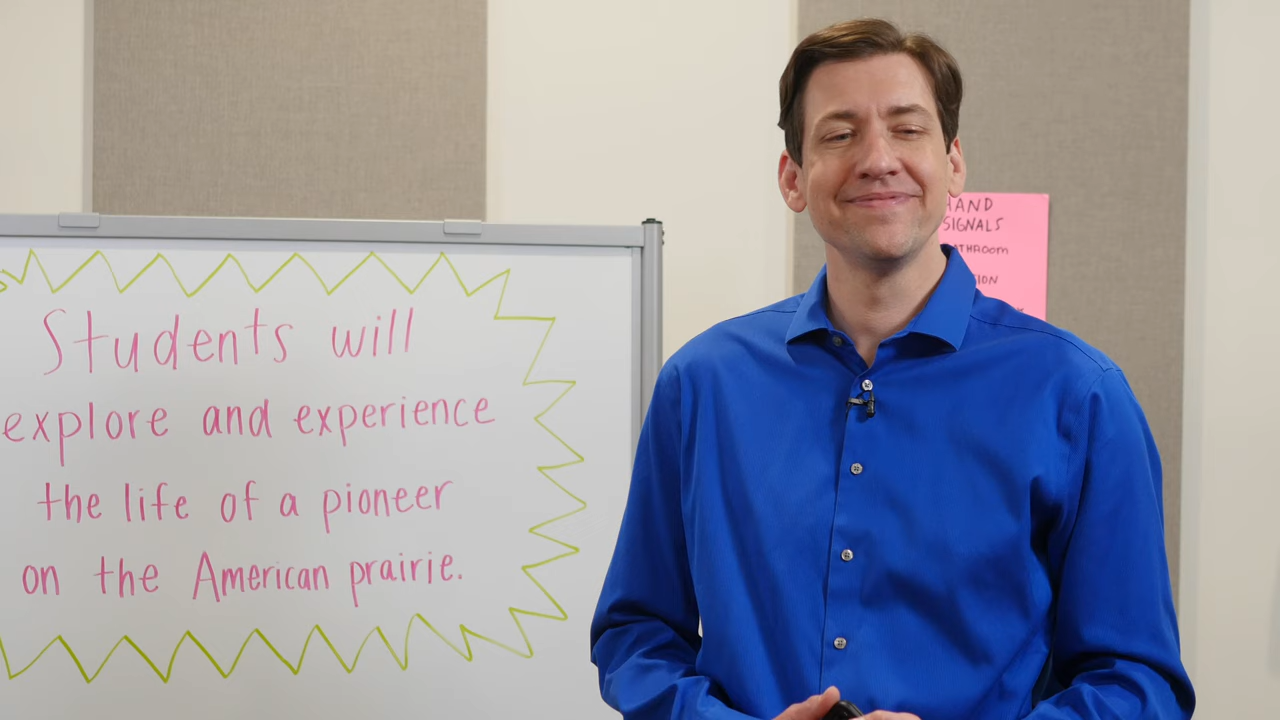 Students will
explore and experience
the life of a pioneer
on the American prairie.
HAND
SIGNALS